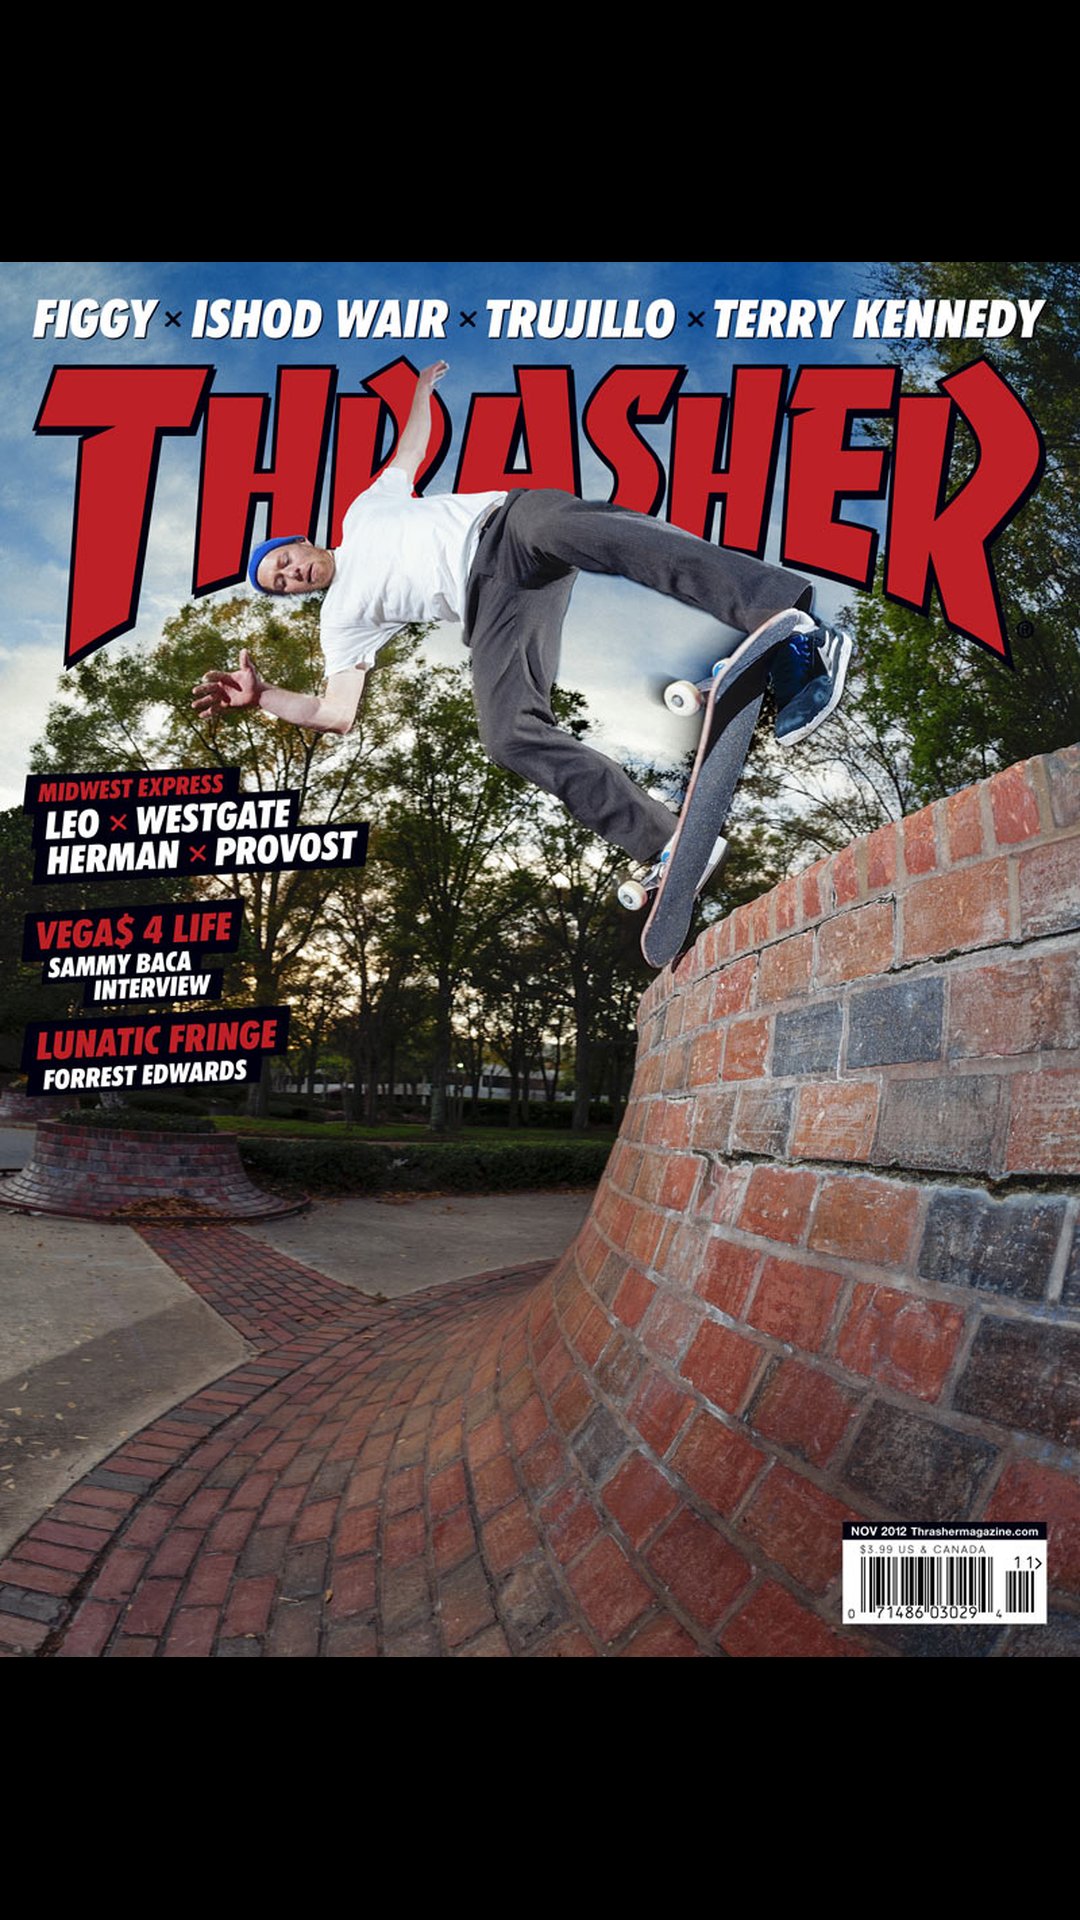 FIGGY × ISHOD WAIR × TRUJILLO × TERRY KENNEDY
THRASHER®
MIDWEST EXPRESS
LEO × WESTGATE
HERMAN × PROVOST
VEGA$ 4 LIFE
SAMMY BACA
INTERVIEW
LUNATIC FRINGE
FORREST EDWARDS
NOV 2012 Thrashermagazine.com
$3.99 US & CANADA
11>
0 71486 03029 4